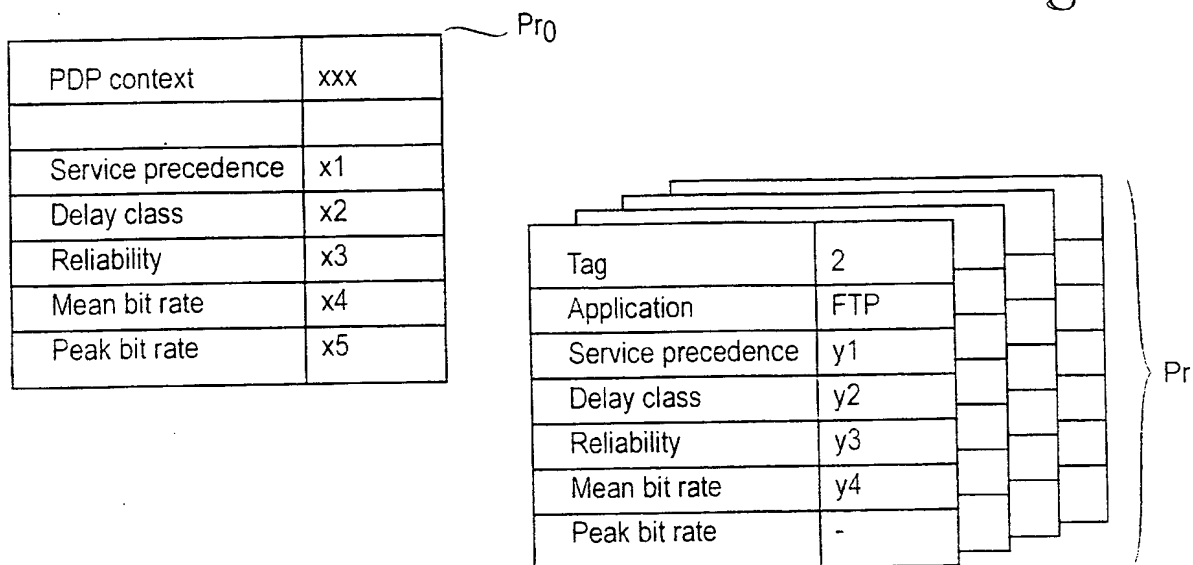 Pr0
PDP context xxx
Service precedence x1
Delay class x2
Reliability x3
Mean bit rate x4
Peak bit rate x5
Tag 2
Application FTP
Service precedence y1
Delay class y2
Reliability y3
Mean bit rate y4
Peak bit rate -
Pr